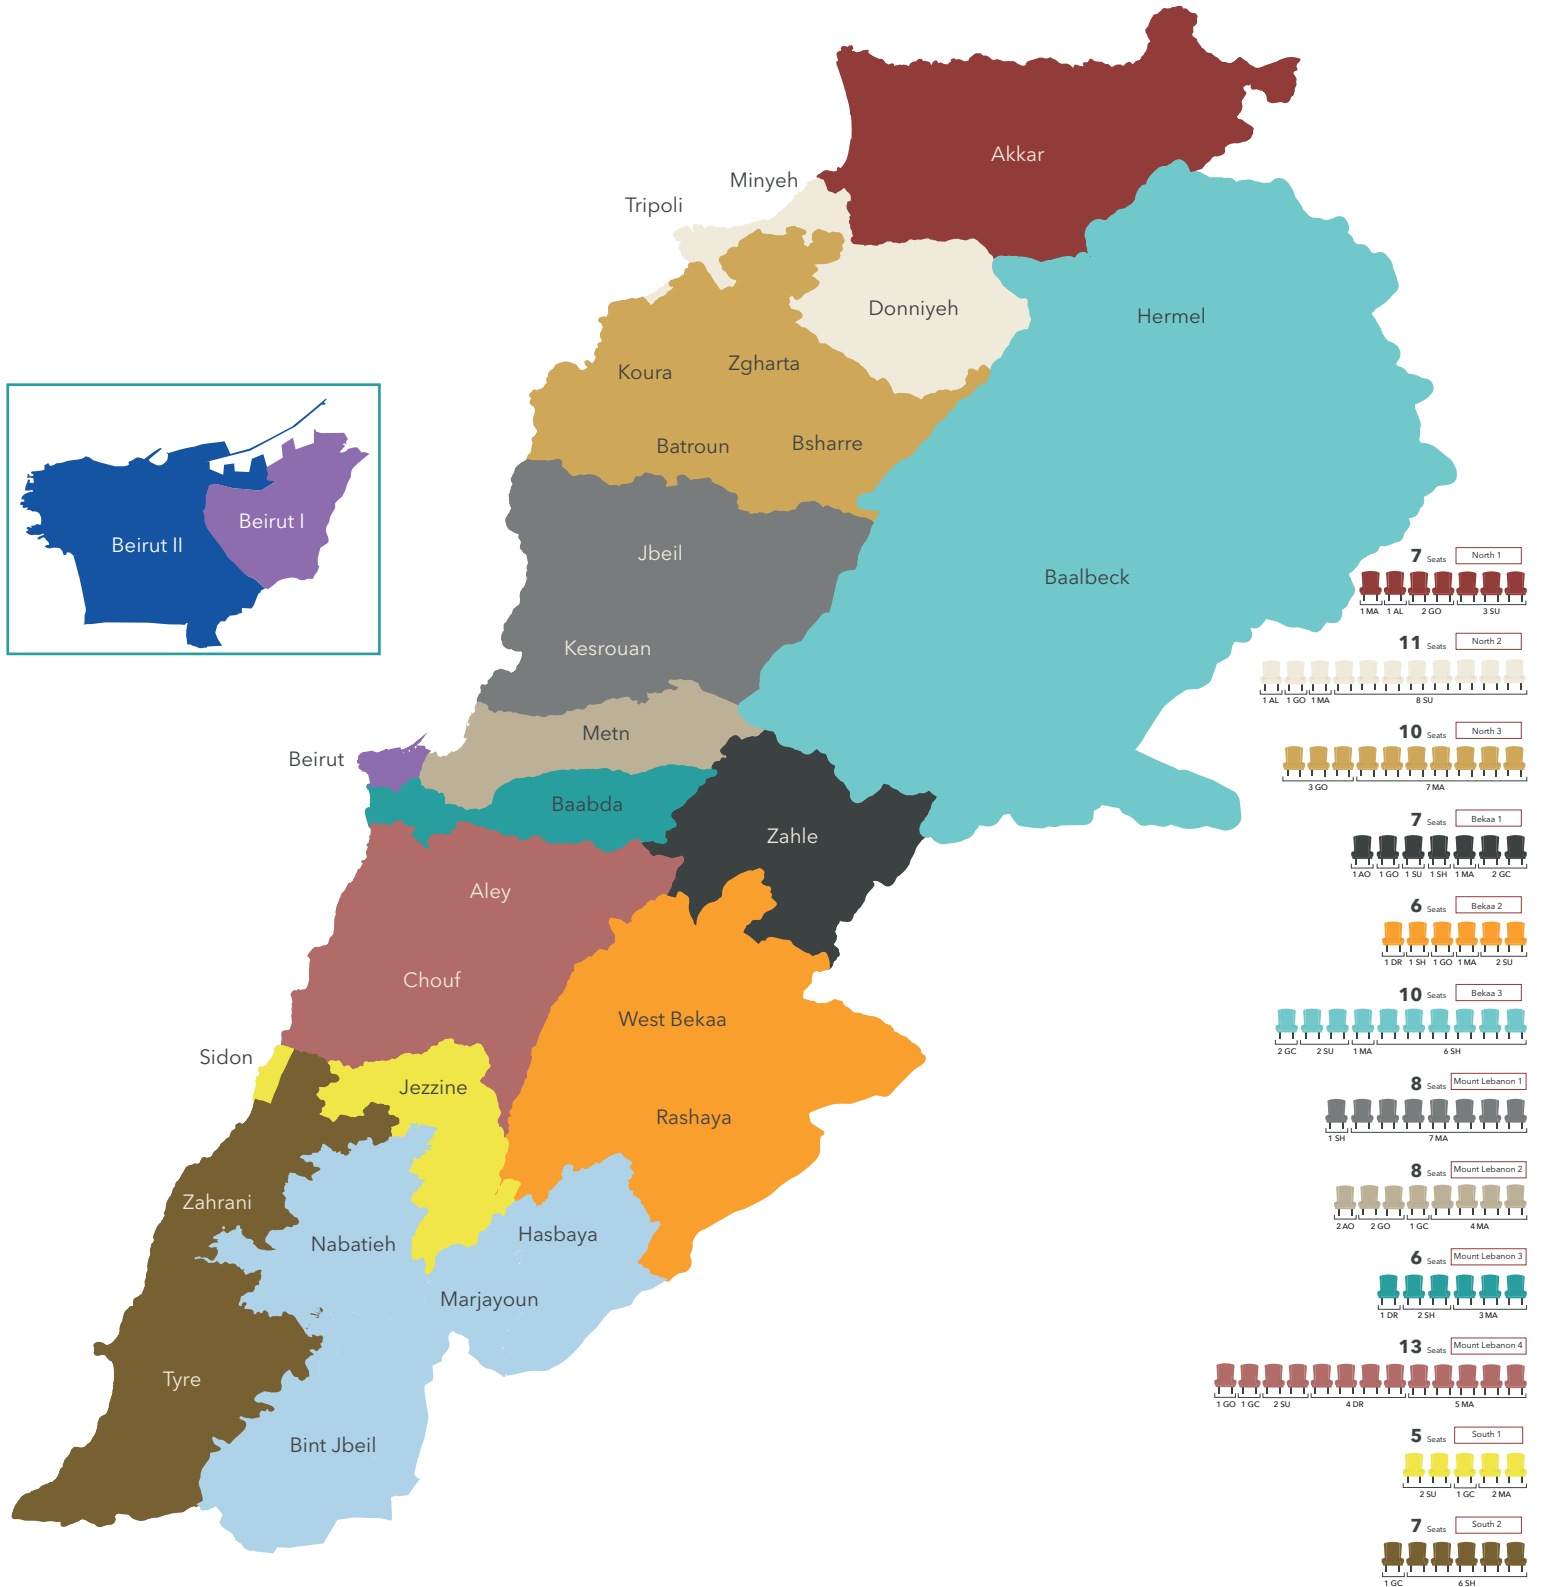 Akkar
Minyeh
Tripoli
Donniyeh
Hermel
Koura
Zgharta
Batroun
Bsharre
Beirut I
Beirut II
Jbeil
Baalbeck
Kesrouan
Metn
Beirut
Baabda
Zahle
Aley
Chouf
West Bekaa
Sidon
Jezzine
Rashaya
Zahrani
Nabatieh
Hasbaya
Marjayoun
Tyre
Bint Jbeil
7 Seats North 1
1 MA 1 AL 2 GO 3 SU
11 Seats North 2
1 AL 1 GO 1 MA 8 SU
10 Seats North 3
3 GO 7 MA
7 Seats Bekaa 1
1 AO 1 GO 1 SU 1 SH 1 MA 2 GC
6 Seats Bekaa 2
1 DR 1 SH 1 GO 1 MA 2 SU
10 Seats Bekaa 3
2 GC 2 SU 1 MA 6 SH
8 Seats Mount Lebanon 1
1 SH 7 MA
8 Seats Mount Lebanon 2
2 AO 2 GO 1 GC 4 MA
6 Seats Mount Lebanon 3
1 DR 2 SH 3 MA
13 Seats Mount Lebanon 4
1 GO 1 GC 2 SU 4 DR 5 MA
5 Seats South 1
2 SU 1 GC 2 MA
7 Seats South 2
1 GC 6 SH